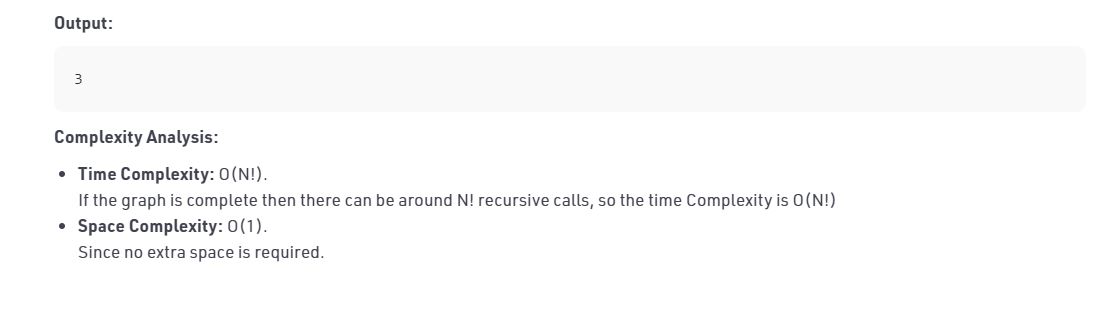 Output:
3
Complexity Analysis:
• Time Complexity: O(N!).
If the graph is complete then there can be around N! recursive calls, so the time Complexity is O(N!)
• Space Complexity: O(1).
Since no extra space is required.